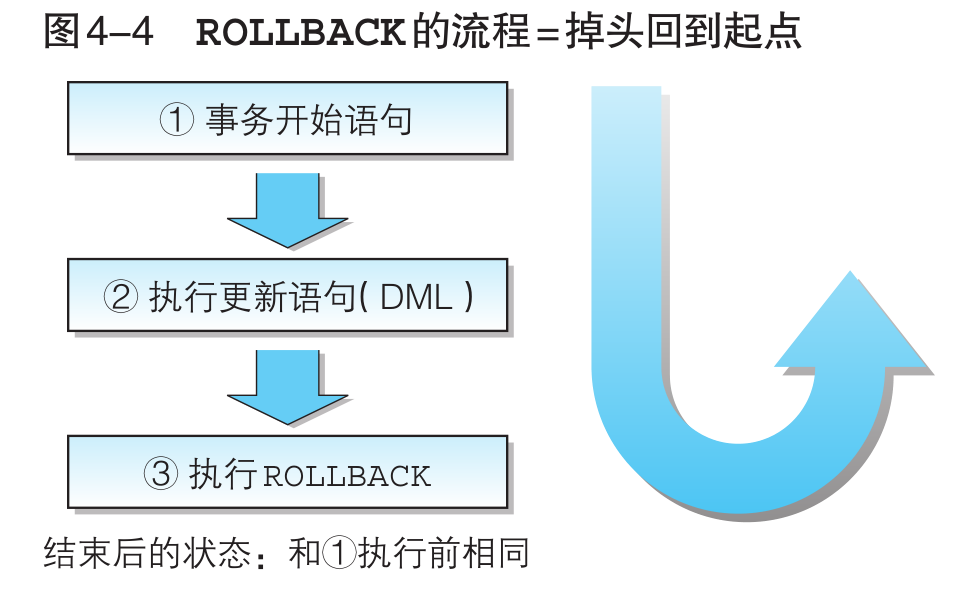 图4–4 ROLLBACK的流程=掉头回到起点
① 事务开始语句
② 执行更新语句( DML )
③ 执行ROLLBACK
结束后的状态：和①执行前相同